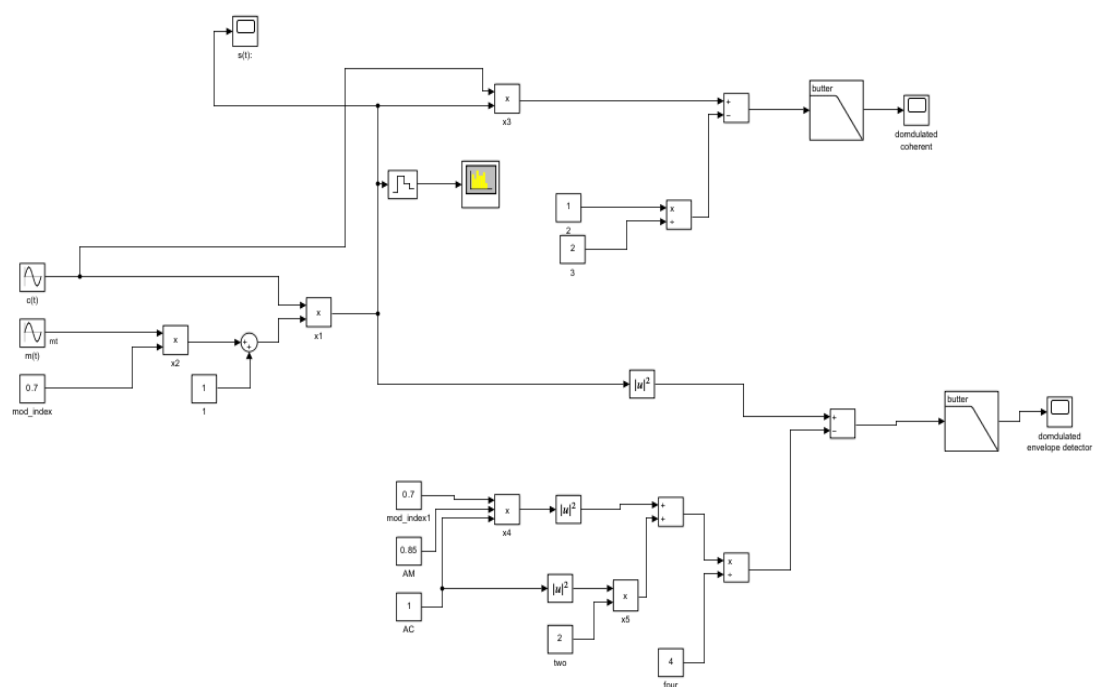 s(t):
butter
x
x3
+
−
domdulated
coherent
1
2
x
÷
2
3
c(t)
x
x1
mt
m(t)
x
x2
+
+
0.7
mod_index
1
1
|u|²
+
−
butter
domdulated
envelope detector
0.7
mod_index1
x
x4
|u|²
+
+
0.85
AM
x
÷
1
AC
|u|²
x
x5
2
two
4
four